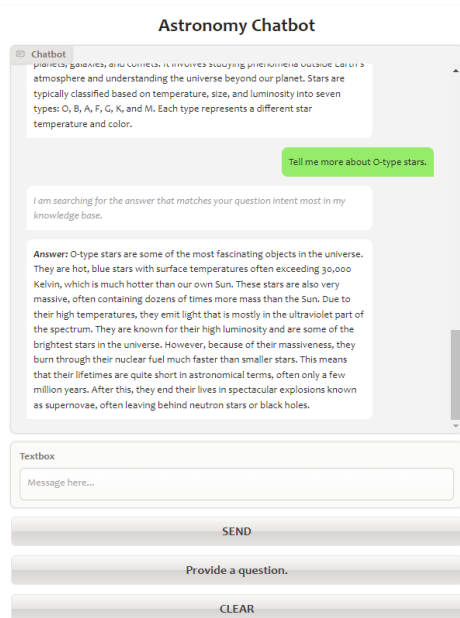 Astronomy Chatbot
Chatbot
planets, galaxies, and comets. It involves studying phenomena outside Earth's
atmosphere and understanding the universe beyond our planet. Stars are
typically classified based on temperature, size, and luminosity into seven
types: O, B, A, F, G, K, and M. Each type represents a different star
temperature and color.
Tell me more about O-type stars.
I am searching for the answer that matches your question intent most in my
knowledge base.
Answer: O-type stars are some of the most fascinating objects in the universe.
They are hot, blue stars with surface temperatures often exceeding 30,000
Kelvin, which is much hotter than our own Sun. These stars are also very
massive, often containing dozens of times more mass than the Sun. Due to
their high temperatures, they emit light that is mostly in the ultraviolet part of
the spectrum. They are known for their high luminosity and are some of the
brightest stars in the universe. However, because of their massiveness, they
burn through their nuclear fuel much faster than smaller stars. This means
that their lifetimes are quite short in astronomical terms, often only a few
million years. After this, they end their lives in spectacular explosions known
as supernovae, often leaving behind neutron stars or black holes.
Textbox
Message here...
SEND
Provide a question.
CLEAR